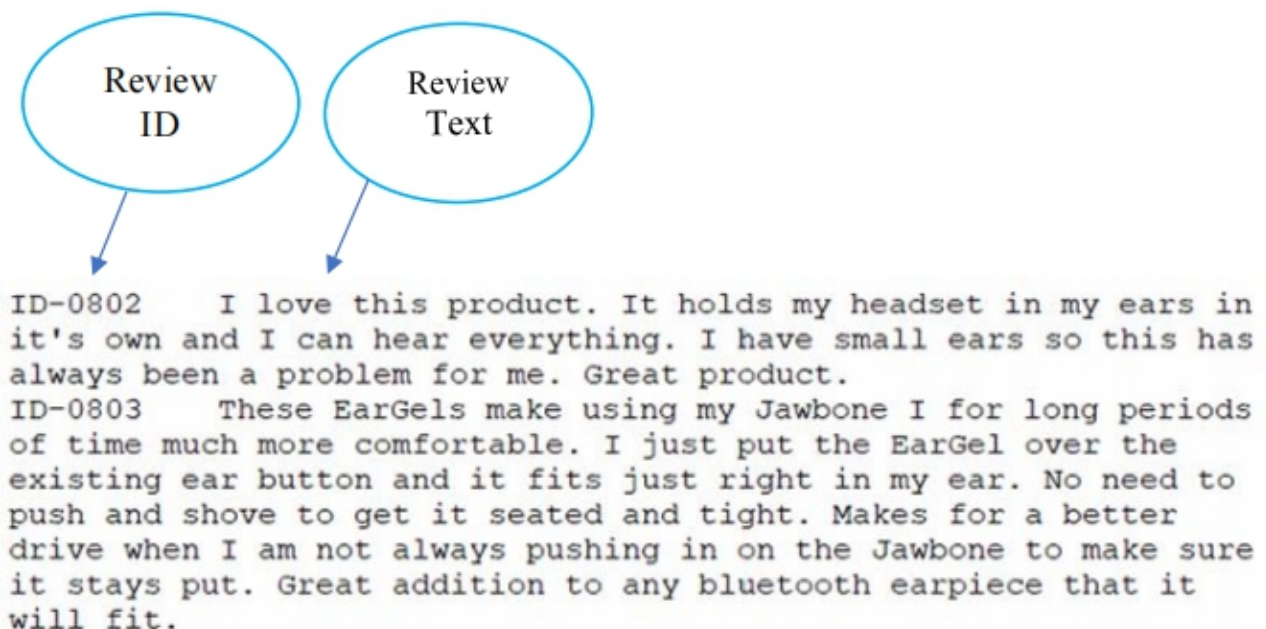 Review
ID
Review
Text
ID-0802    I love this product. It holds my headset in my ears in
it's own and I can hear everything. I have small ears so this has
always been a problem for me. Great product.
ID-0803    These EarGels make using my Jawbone I for long periods
of time much more comfortable. I just put the EarGel over the
existing ear button and it fits just right in my ear. No need to
push and shove to get it seated and tight. Makes for a better
drive when I am not always pushing in on the Jawbone to make sure
it stays put. Great addition to any bluetooth earpiece that it
will fit.